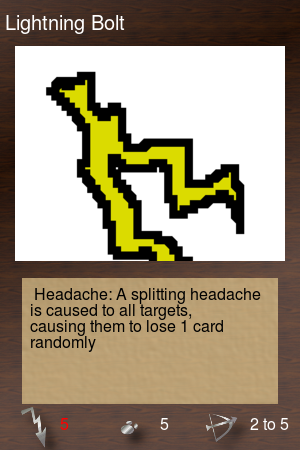 Lightning Bolt
Headache: A splitting headache
is caused to all targets,
causing them to lose 1 card
randomly
5 5 2 to 5